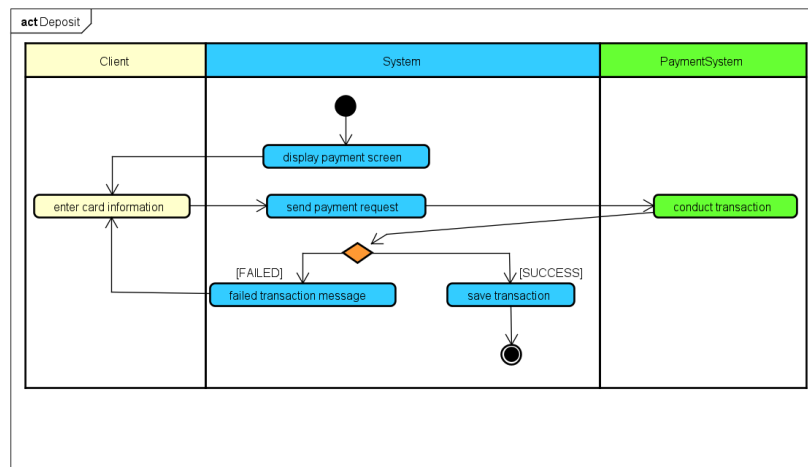 act Deposit
Client
System
PaymentSystem
display payment screen
enter card information
send payment request
conduct transaction
[FAILED]
[SUCCESS]
failed transaction message
save transaction